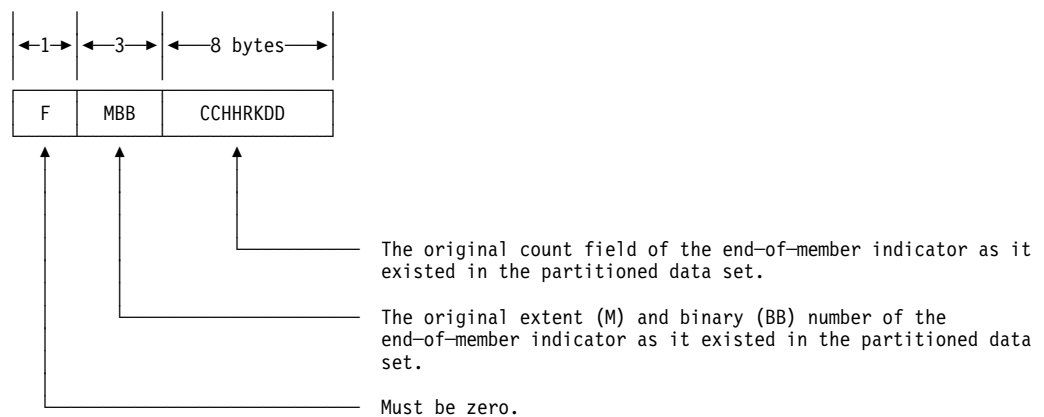 1 3 8 bytes
F MBB CCHHRKDD
The original count field of the end-of-member indicator as it
existed in the partitioned data set.
The original extent (M) and binary (BB) number of the
end-of-member indicator as it existed in the partitioned data
set.
Must be zero.